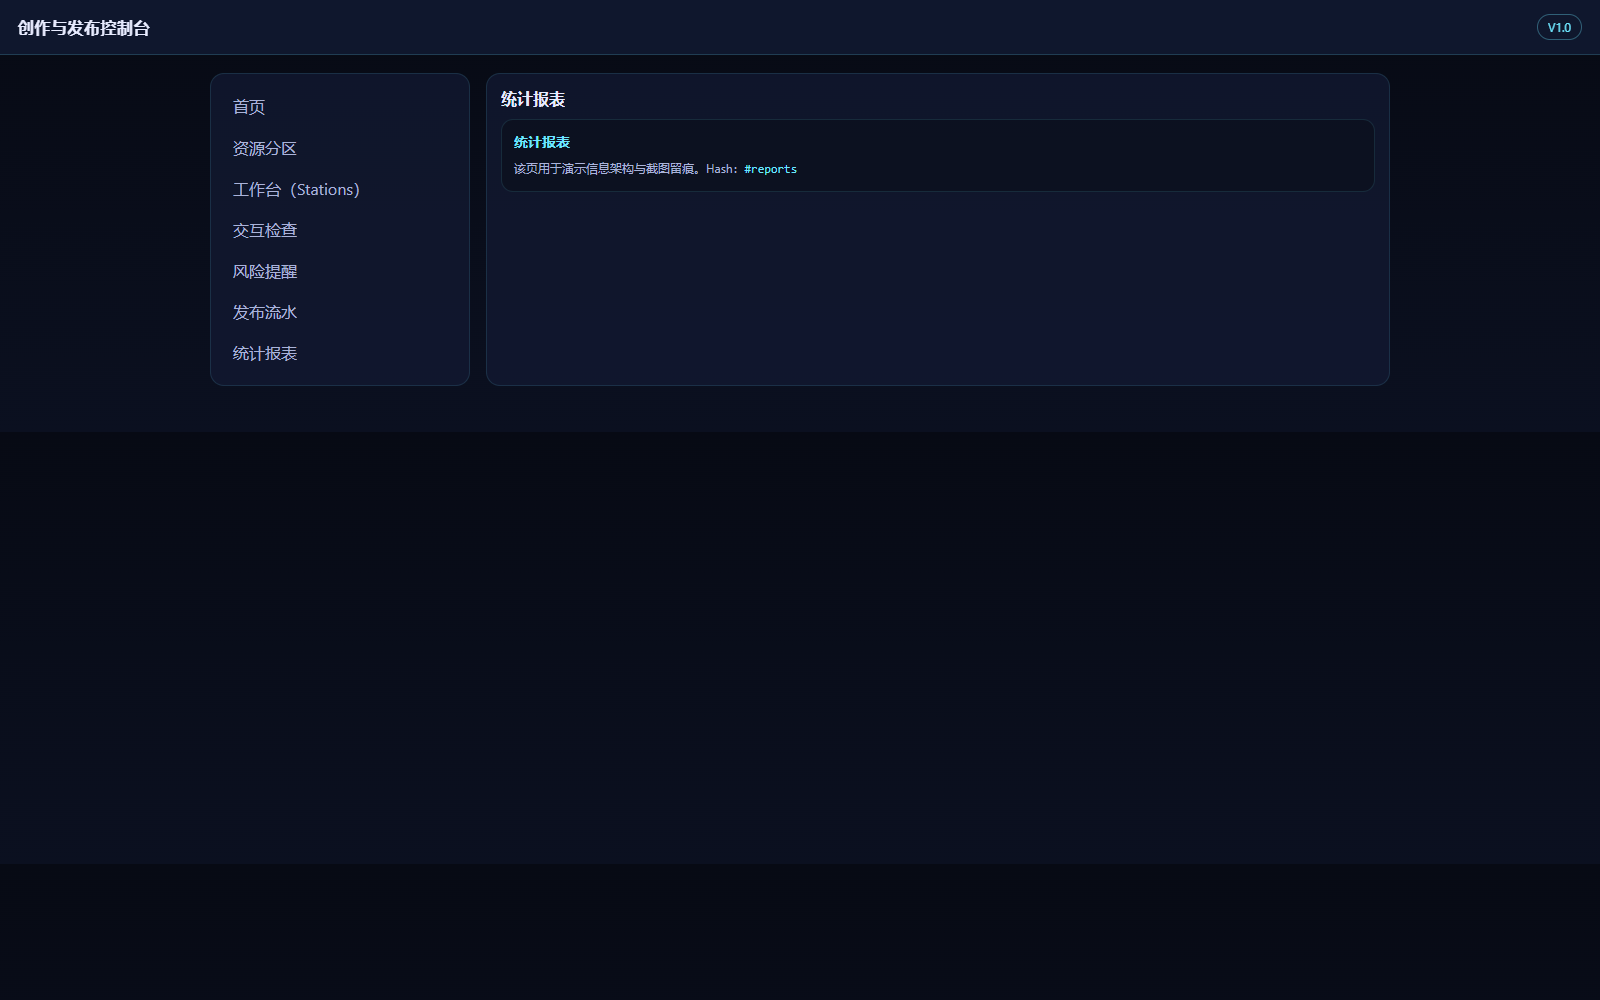 创作与发布控制台
V1.0
首页
资源分区
工作台（Stations）
交互检查
风险提醒
发布流水
统计报表
统计报表
统计报表
该页用于演示信息架构与截图留痕。Hash: #reports